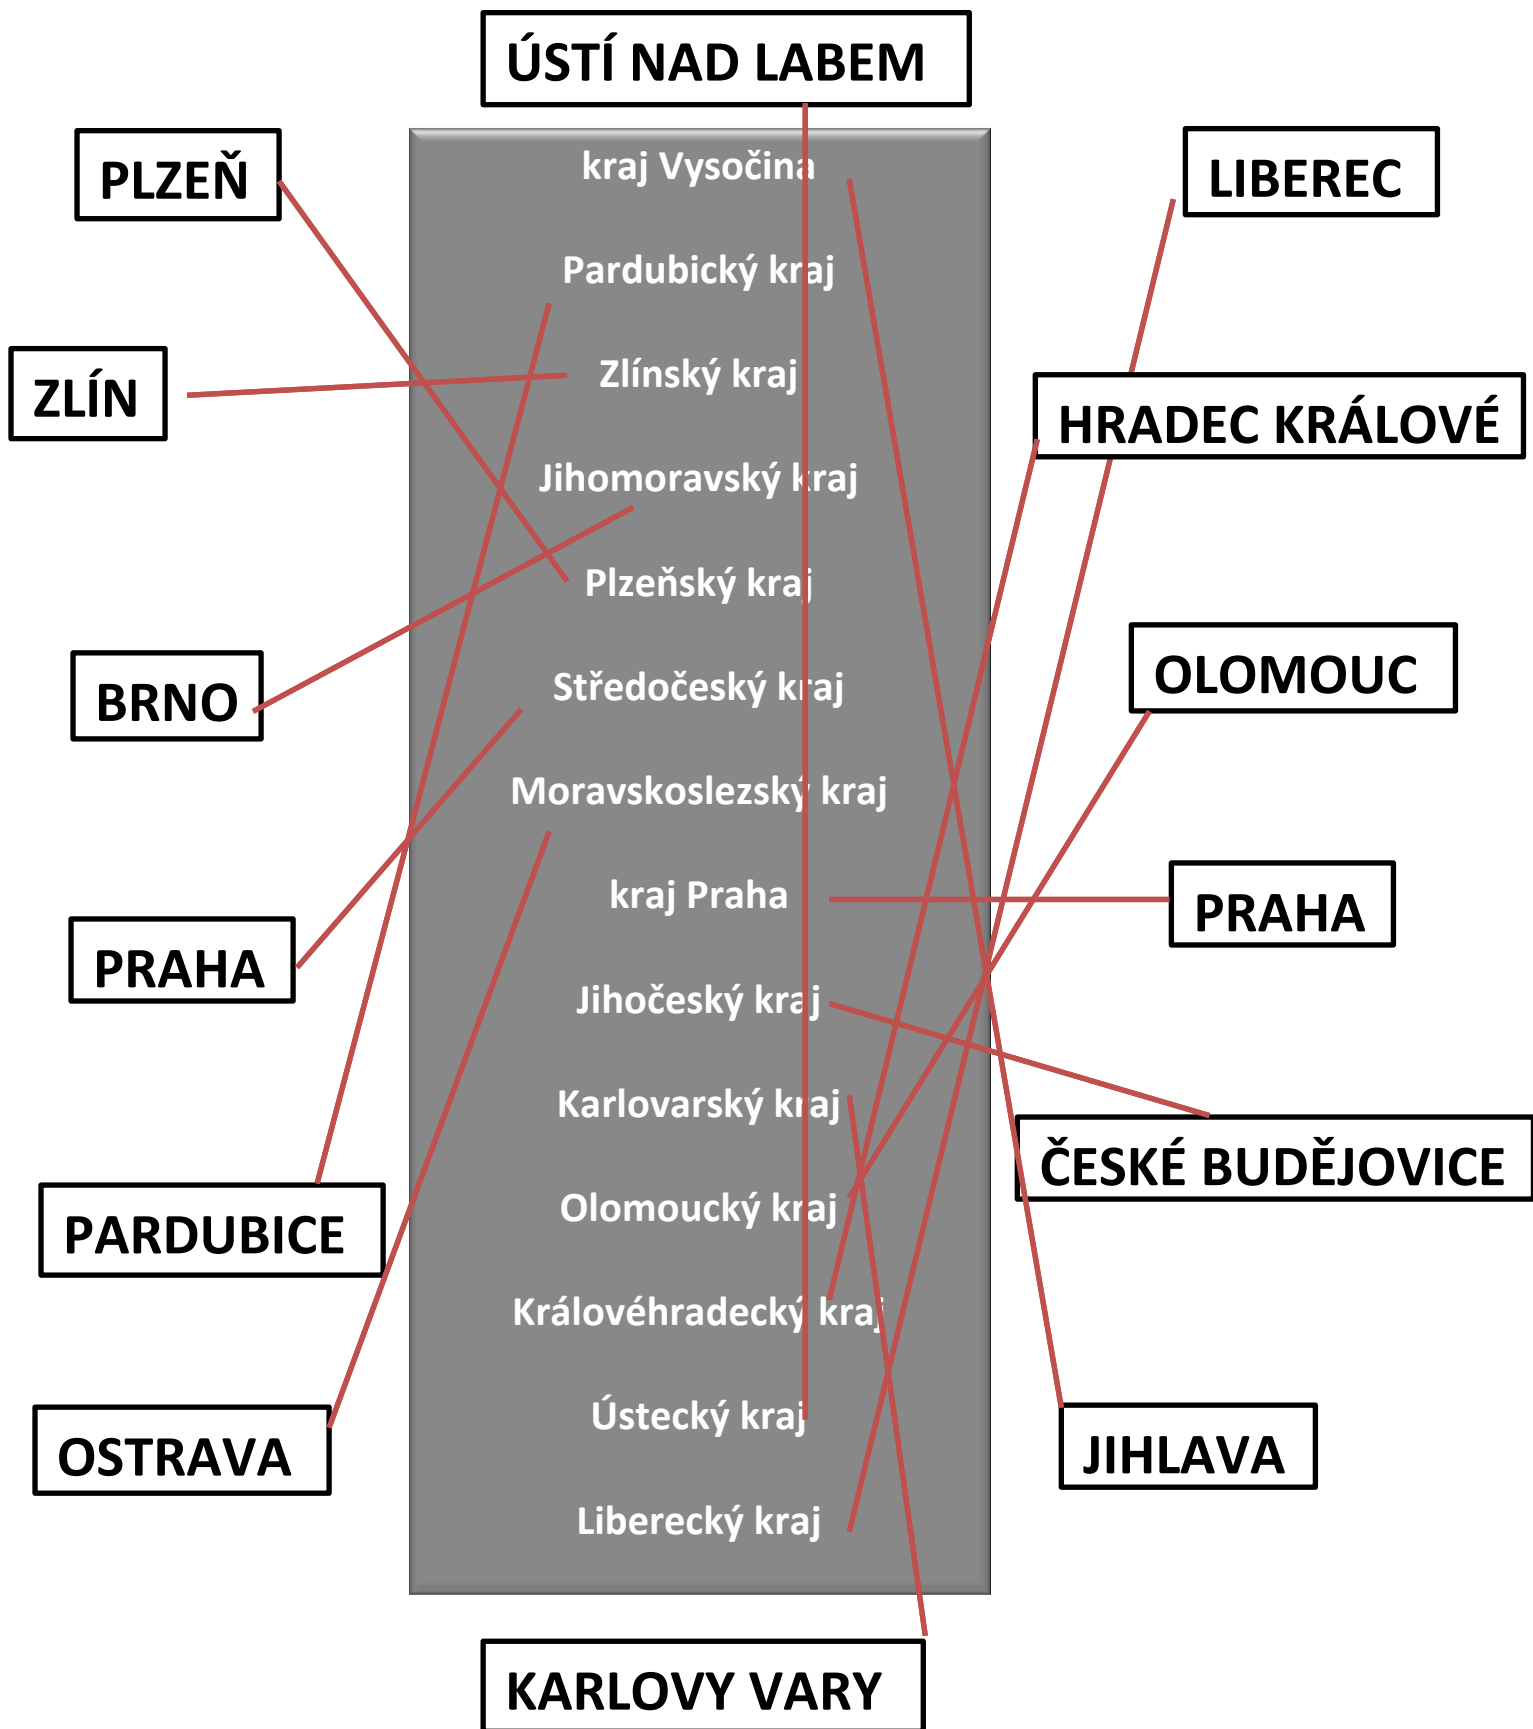 ÚSTÍ NAD LABEM
PLZEŇ
LIBEREC
kraj Vysočina
Pardubický kraj
Zlínský kraj
ZLÍN
HRADEC KRÁLOVÉ
Jihomoravský kraj
Plzeňský kraj
Středočeský kraj
BRNO
OLOMOUC
Moravskoslezský kraj
kraj Praha
PRAHA
PRAHA
Jihočeský kraj
Karlovarský kraj
ČESKÉ BUDĚJOVICE
Olomoucký kraj
PARDUBICE
Královéhradecký kraj
Ústecký kraj
OSTRAVA
JIHLAVA
Liberecký kraj
KARLOVY VARY